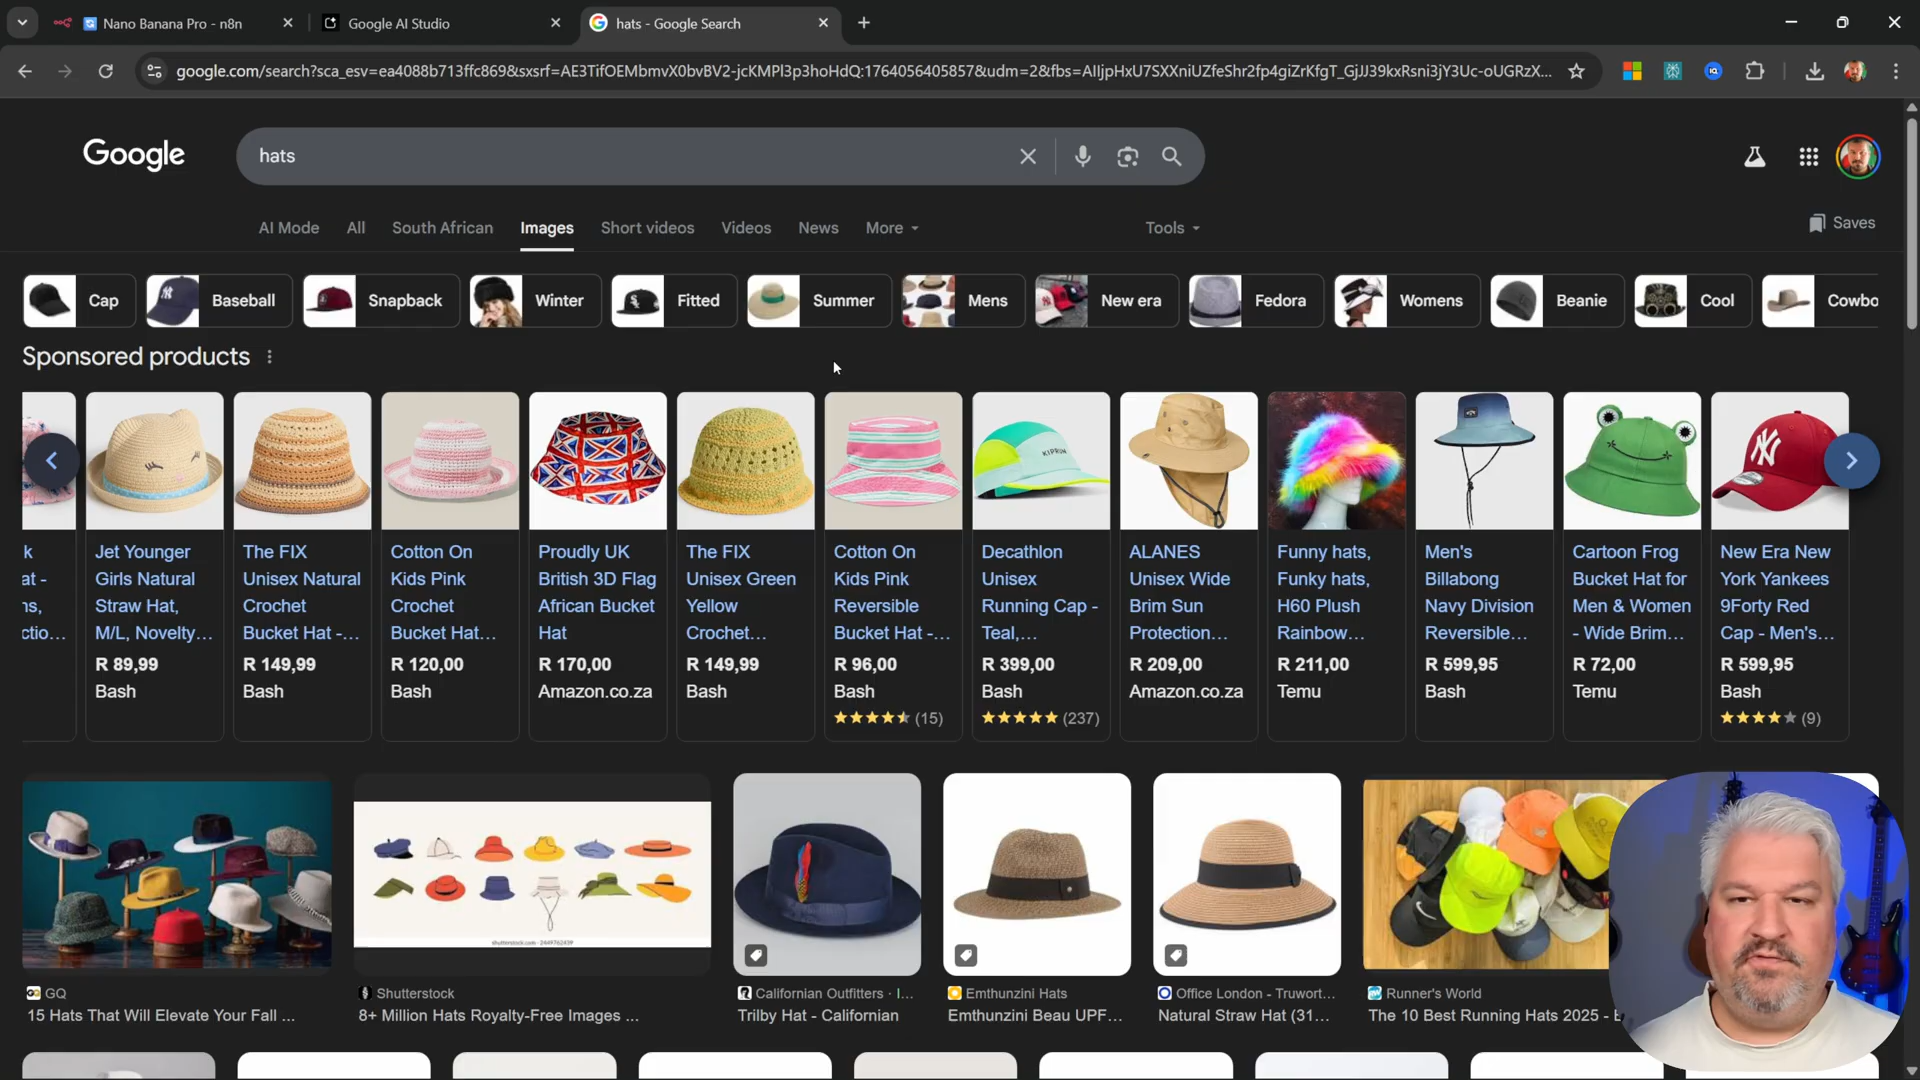 Nano Banana Pro - n8n
Google AI Studio
hats - Google Search
google.com/search?sca_esv=ea4088b713ffc869&sxsrf=AE3TifOEMbmvX0bvBV2-jcKMPl3p3hoHdQ:1764056405857&udm=2&fbs=AIIjpHxU7SXXniUZfeShr2fp4giZrKfgT_GjJJ39kxRsni3jY3Uc-oUGRzX...
Google
hats
AI Mode
All
South African
Images
Short videos
Videos
News
More
Tools
Saves
Cap
Baseball
Snapback
Winter
Fitted
Summer
Mens
New era
Fedora
Womens
Beanie
Cool
Cowbo
Sponsored products
k
at -
ns,
ctio...
Jet Younger
Girls Natural
Straw Hat,
M/L, Novelty...
R 89,99
Bash
The FIX
Unisex Natural
Crochet
Bucket Hat -...
R 149,99
Bash
Cotton On
Kids Pink
Crochet
Bucket Hat...
R 120,00
Bash
Proudly UK
British 3D Flag
African Bucket
Hat
R 170,00
Amazon.co.za
The FIX
Unisex Green
Yellow
Crochet...
R 149,99
Bash
Cotton On
Kids Pink
Reversible
Bucket Hat -...
R 96,00
Bash
(15)
KIPRUN
Decathlon
Unisex
Running Cap -
Teal,...
R 399,00
Bash
(237)
ALANES
Unisex Wide
Brim Sun
Protection...
R 209,00
Amazon.co.za
Funny hats,
Funky hats,
H60 Plush
Rainbow...
R 211,00
Temu
Men's
Billabong
Navy Division
Reversible...
R 599,95
Bash
Cartoon Frog
Bucket Hat for
Men & Women
- Wide Brim...
R 72,00
Temu
NY
New Era New
York Yankees
9Forty Red
Cap - Men's...
R 599,95
Bash
(9)
GQ
15 Hats That Will Elevate Your Fall ...
shutterstock.com · 2449762439
Shutterstock
8+ Million Hats Royalty-Free Images ...
Californian Outfitters · I...
Trilby Hat - Californian
Emthunzini Hats
Emthunzini Beau UPF...
Office London - Truwort...
Natural Straw Hat (31...
Runner's World
The 10 Best Running Hats 2025 -